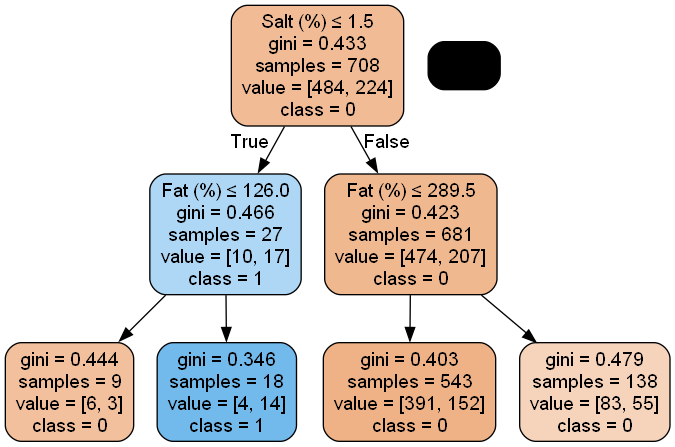 Salt (%) ≤ 1.5
gini = 0.433
samples = 708
value = [484, 224]
class = 0
True
False
Fat (%) ≤ 126.0
gini = 0.466
samples = 27
value = [10, 17]
class = 1
Fat (%) ≤ 289.5
gini = 0.423
samples = 681
value = [474, 207]
class = 0
gini = 0.444
samples = 9
value = [6, 3]
class = 0
gini = 0.346
samples = 18
value = [4, 14]
class = 1
gini = 0.403
samples = 543
value = [391, 152]
class = 0
gini = 0.479
samples = 138
value = [83, 55]
class = 0